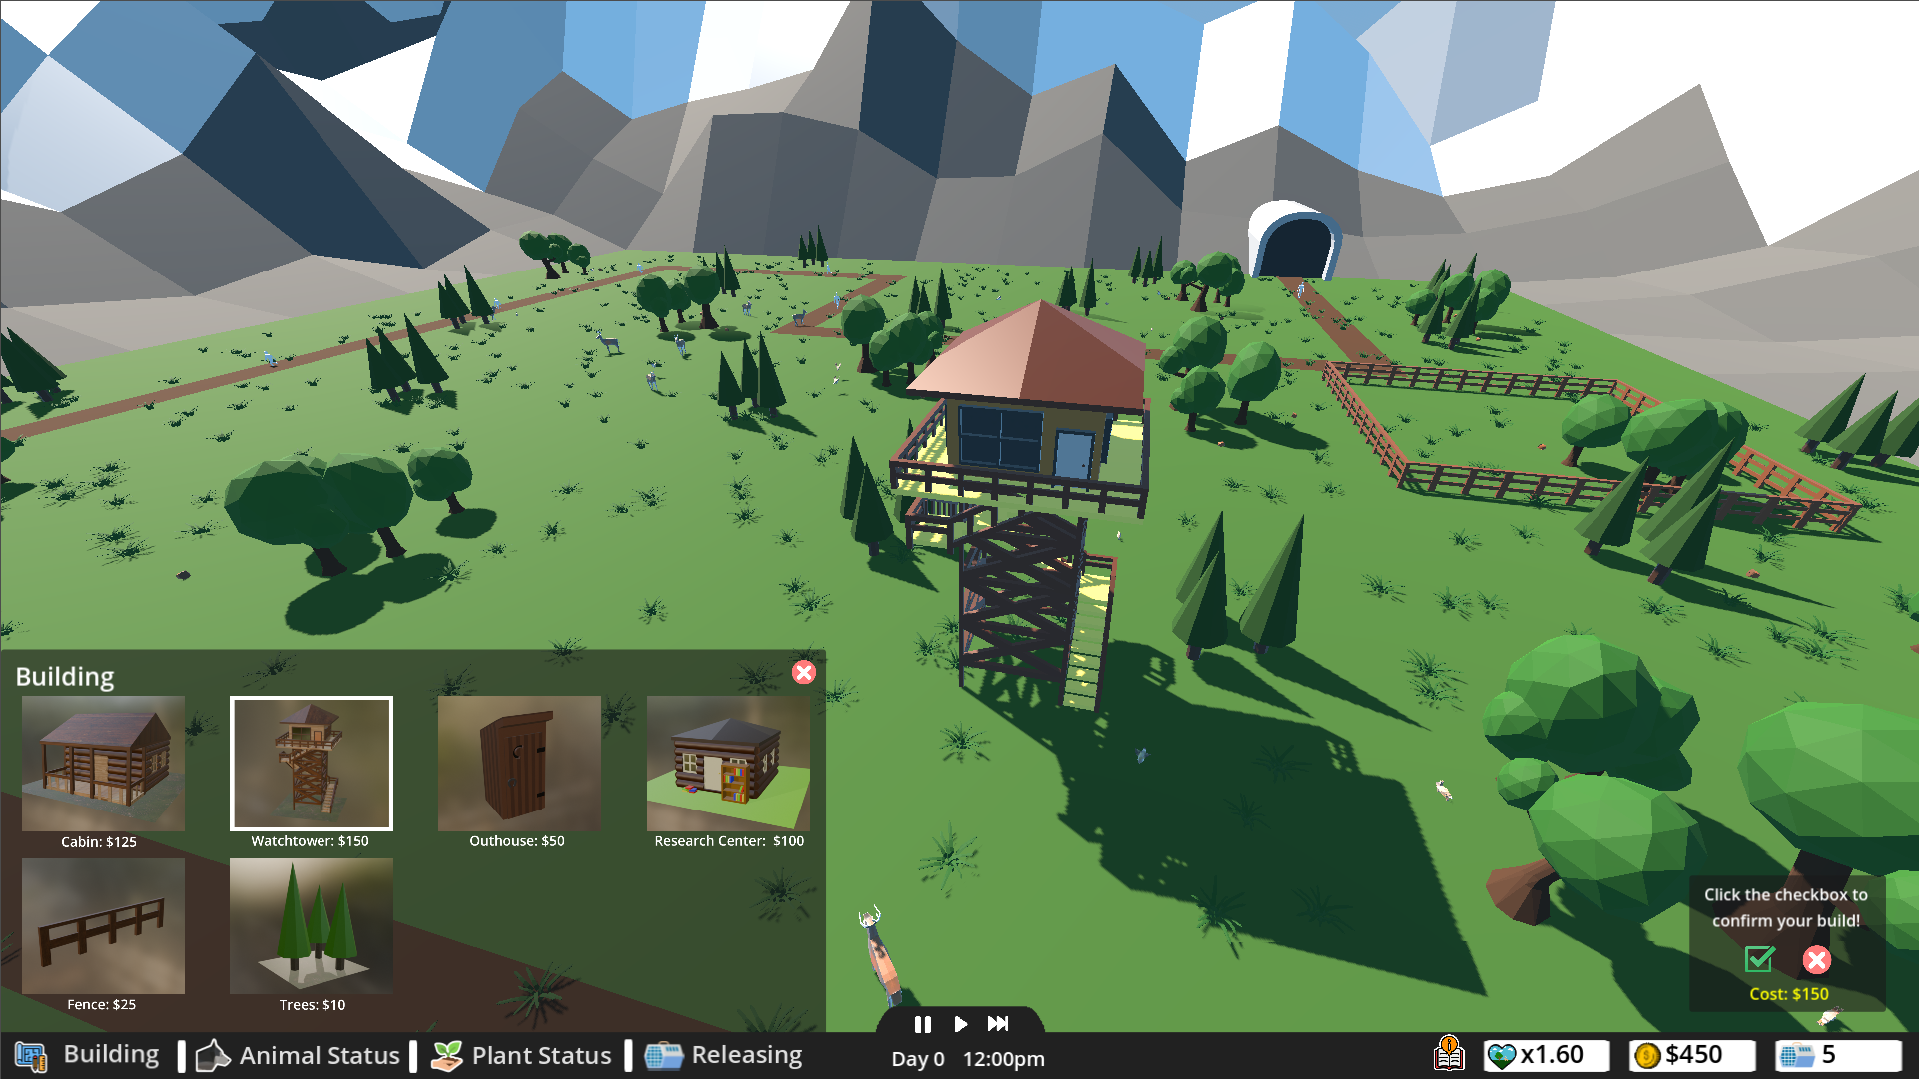 Building
Cabin: $125
Watchtower: $150
Outhouse: $50
Research Center: $100
Fence: $25
Trees: $10
Click the checkbox to
confirm your build!
Cost: $150
Building
Animal Status
Plant Status
Releasing
Day 0 12:00pm
x1.60
$450
5